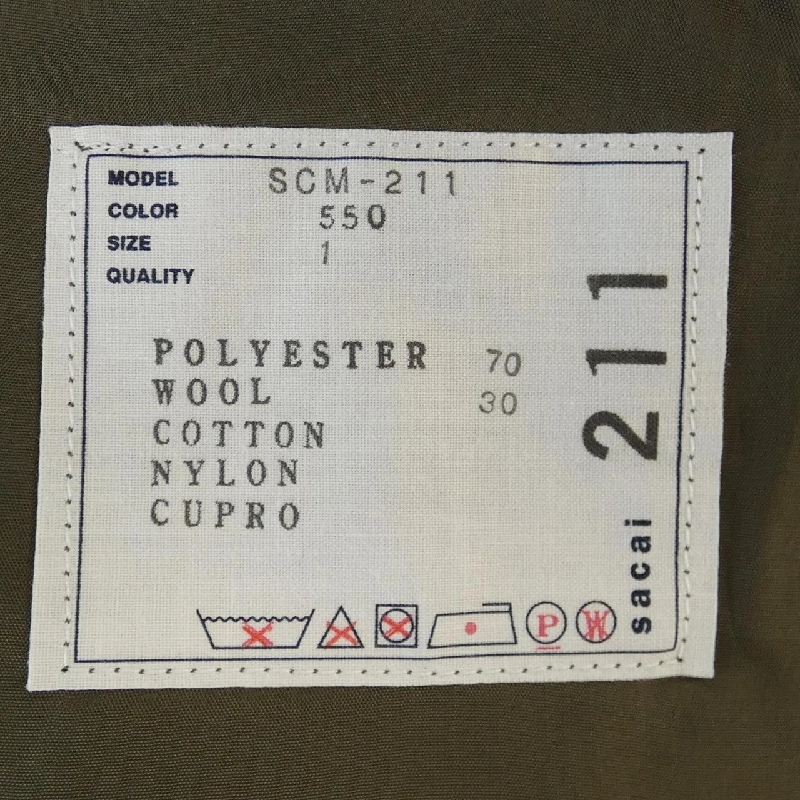 MODEL SCM-211
COLOR 550
SIZE 1
QUALITY
POLYESTER 70
WOOL 30
COTTON
NYLON
CUPRO
P W
sacai 211